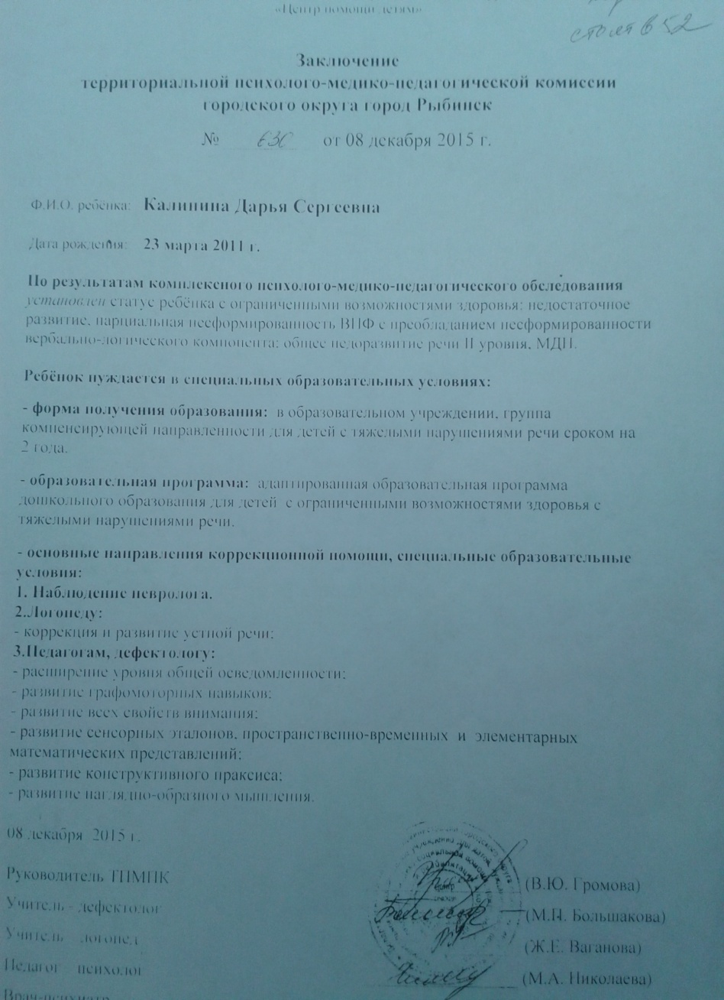 «Центр помощи детям»
стоит в 52
Заключение
территориальной психолого-медико-педагогической комиссии
городского округа город Рыбинск
№ 630 от 08 декабря 2015 г.
Ф.И.О. ребёнка: Калинина Дарья Сергеевна
Дата рождения: 23 марта 2011 г.
По результатам комплексного психолого-медико-педагогического обследования
установлен статус ребёнка с ограниченными возможностями здоровья: недостаточное
развитие, парциальная несформированность ВПФ с преобладанием несформированности
вербально-логического компонента; общее недоразвитие речи II уровня, МДП.
Ребёнок нуждается в специальных образовательных условиях:
- форма получения образования: в образовательном учреждении, группа
компенсирующей направленности для детей с тяжелыми нарушениями речи сроком на
2 года.
- образовательная программа: адаптированная образовательная программа
дошкольного образования для детей с ограниченными возможностями здоровья с
тяжелыми нарушениями речи.
- основные направления коррекционной помощи, специальные образовательные
условия:
1. Наблюдение невролога.
2.Логопеду:
- коррекция и развитие устной речи;
3.Педагогам, дефектологу:
- расширение уровня общей осведомленности;
- развитие графомоторных навыков;
- развитие всех свойств внимания;
- развитие сенсорных эталонов, пространственно-временных и элементарных
математических представлений;
- развитие конструктивного праксиса;
- развитие наглядно-образного мышления.
08 декабря 2015 г.
Руководитель ТПМПК (В.Ю. Громова)
Учитель - дефектолог (М.П. Большакова)
Учитель логопед (Ж.Е. Ваганова)
Педагог психолог (М.А. Николаева)
Врач-психиатр